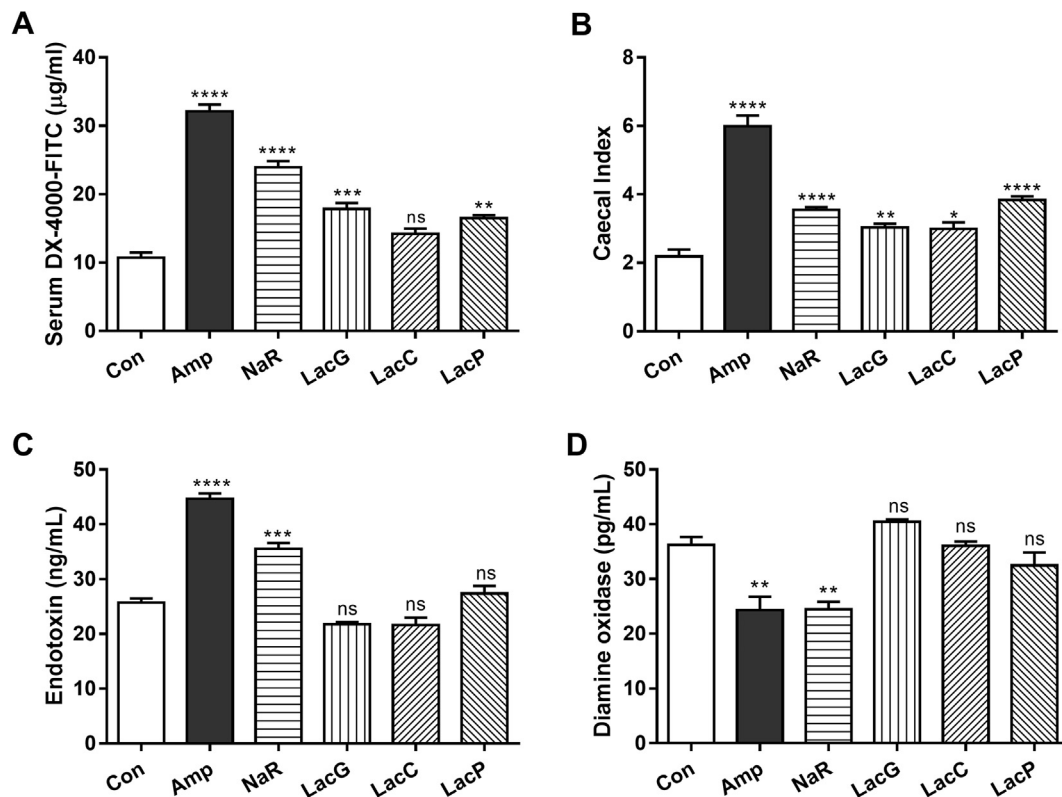 A
Serum DX-4000-FITC (μg/ml)
40
30
20
10
0
****
****
***
ns
**
Con
Amp
NaR
LacG
LacC
LacP
B
Caecal Index
8
6
4
2
0
****
****
**
*
****
Con
Amp
NaR
LacG
LacC
LacP
C
Endotoxin (ng/mL)
50
40
30
20
10
0
****
***
ns
ns
ns
Con
Amp
NaR
LacG
LacC
LacP
D
Diamine oxidase (pg/mL)
50
40
30
20
10
0
**
**
ns
ns
ns
Con
Amp
NaR
LacG
LacC
LacP